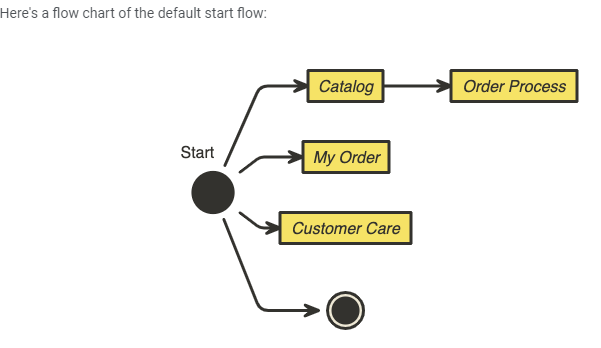 Here's a flow chart of the default start flow:
Catalog
Order Process
Start
My Order
Customer Care